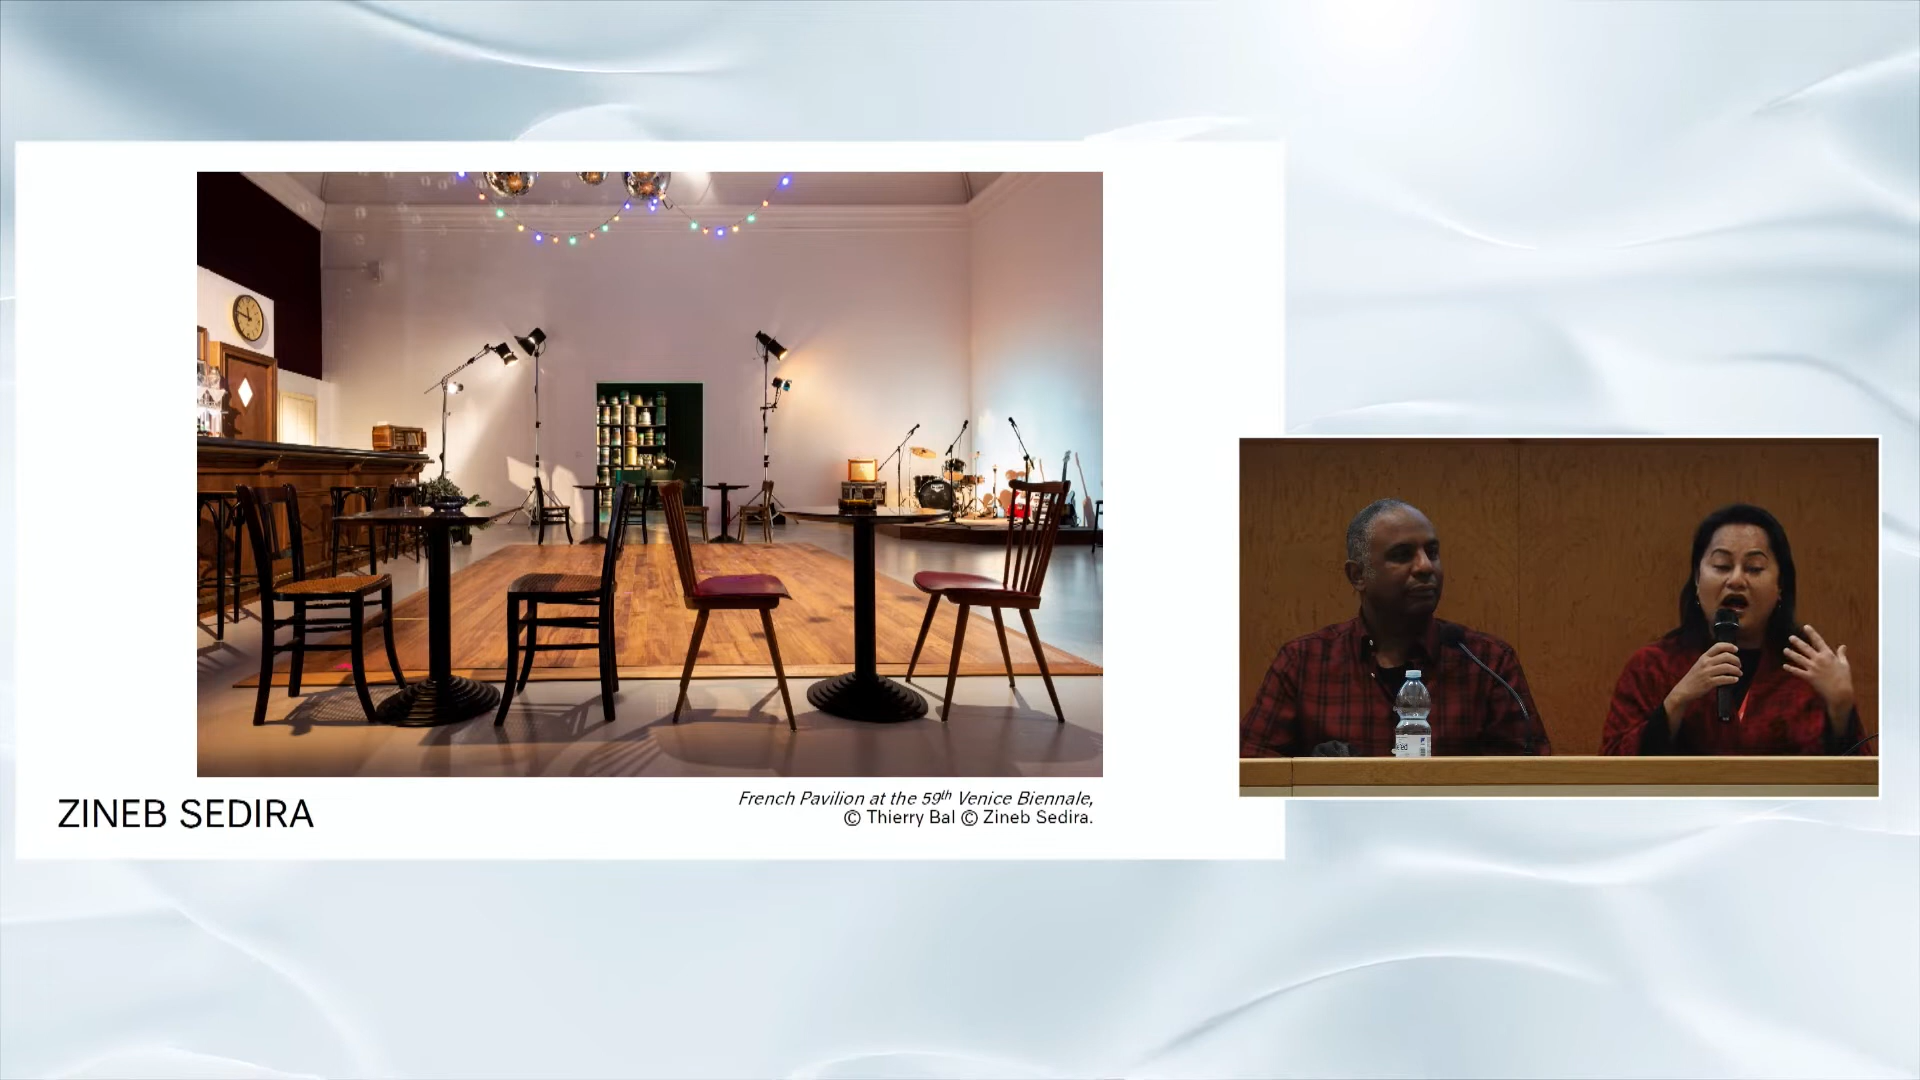 ZINEB SEDIRA
French Pavilion at the 59th Venice Biennale,
© Thierry Bal © Zineb Sedira.